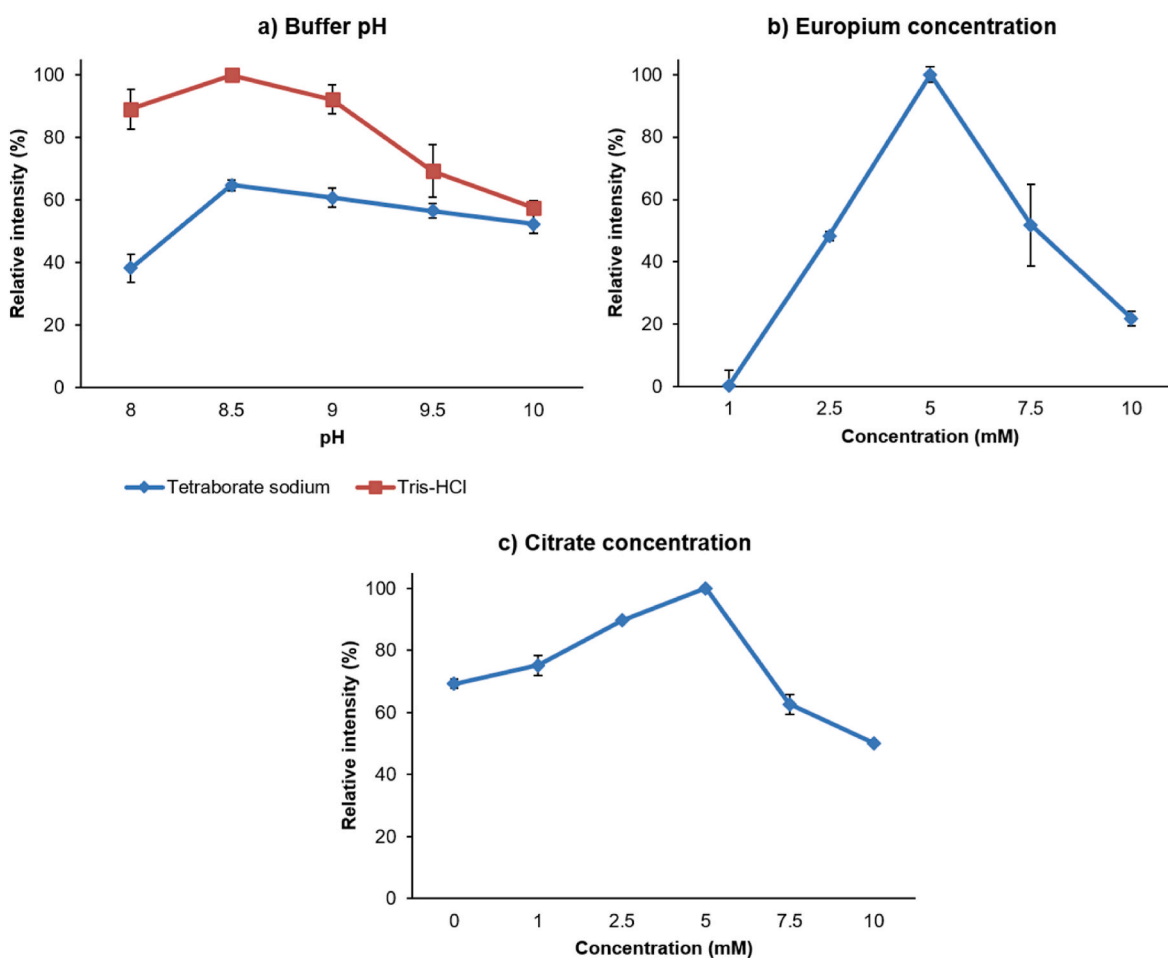 a) Buffer pH
Relative intensity (%)
100
80
60
40
20
0
8 8.5 9 9.5 10
pH
Tetraborate sodium Tris-HCl
b) Europium concentration
Relative intensity (%)
100
80
60
40
20
0
1 2.5 5 7.5 10
Concentration (mM)
c) Citrate concentration
Relative intensity (%)
100
80
60
40
20
0
0 1 2.5 5 7.5 10
Concentration (mM)